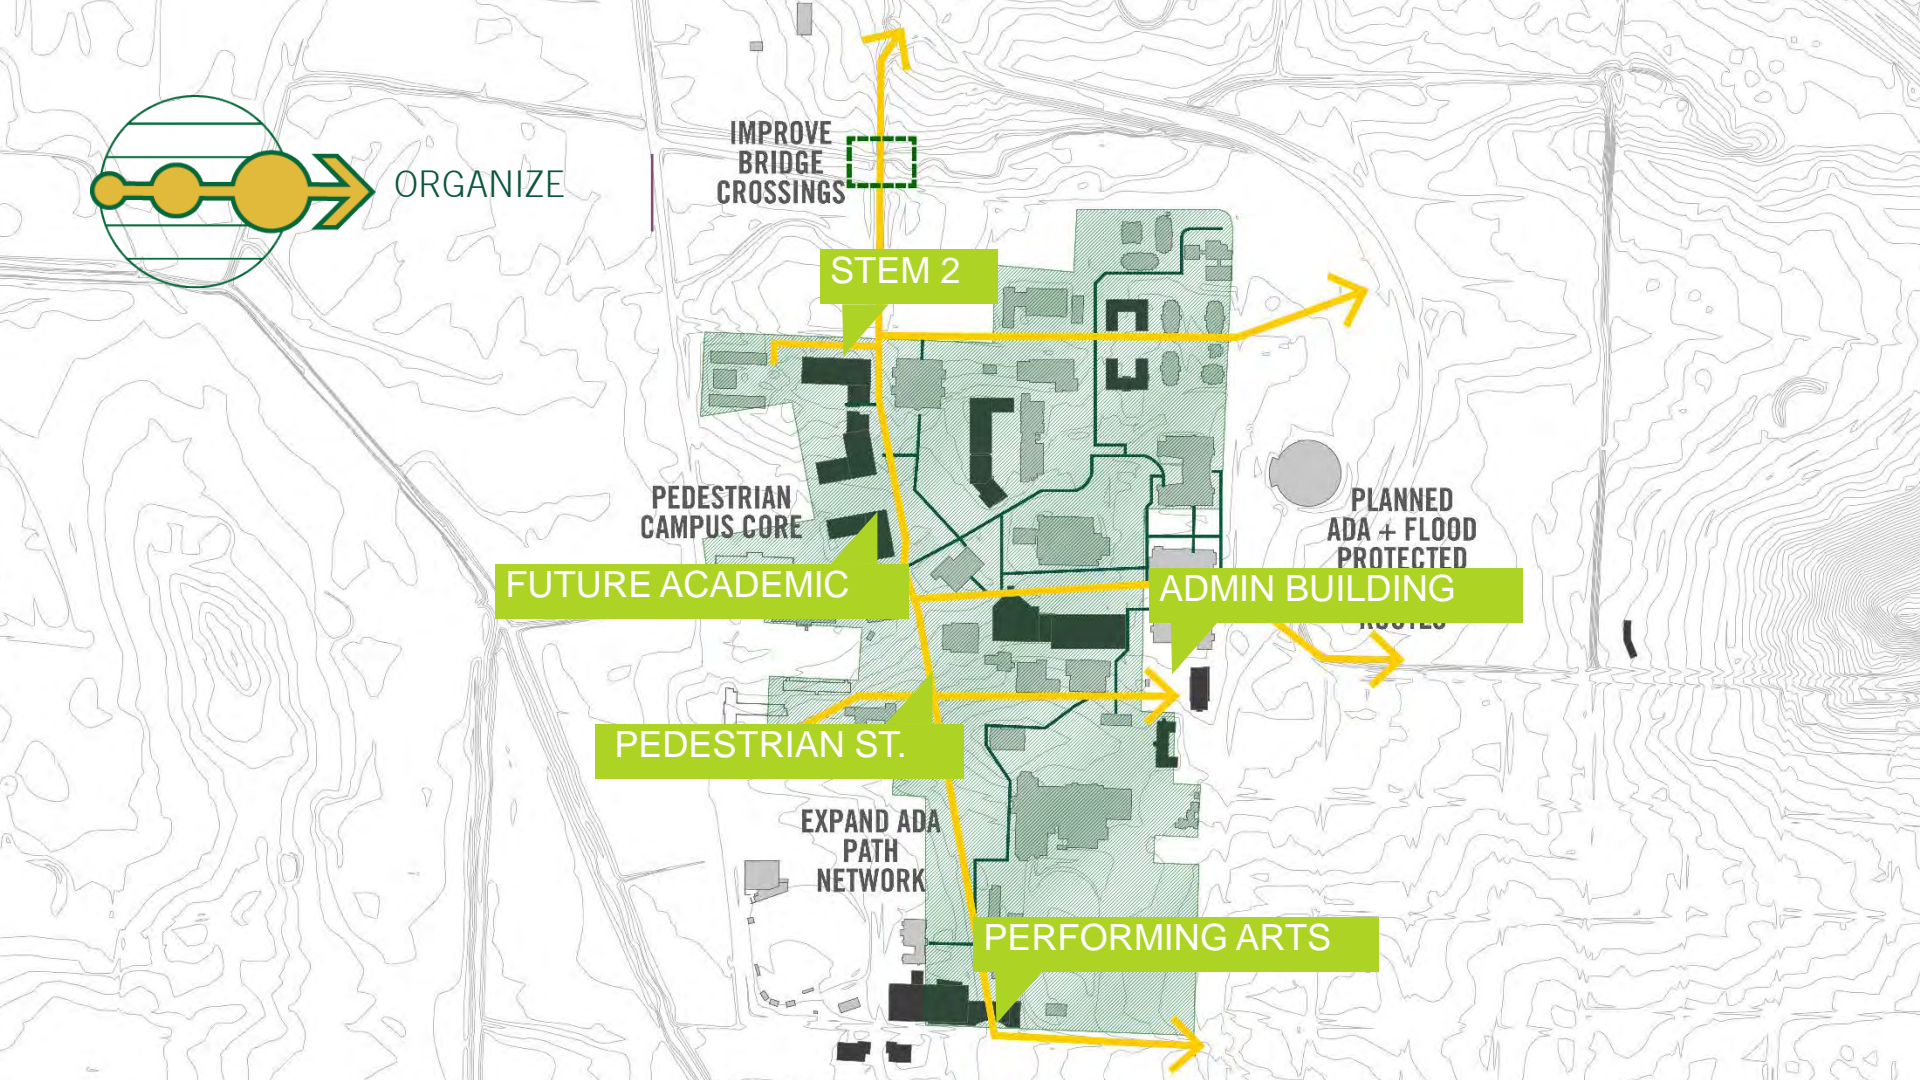 ORGANIZE
IMPROVE
BRIDGE
CROSSINGS
STEM 2
PEDESTRIAN
CAMPUS CORE
PLANNED
ADA + FLOOD
PROTECTED
FUTURE ACADEMIC
ADMIN BUILDING
PEDESTRIAN ST.
EXPAND ADA
PATH
NETWORK
PERFORMING ARTS